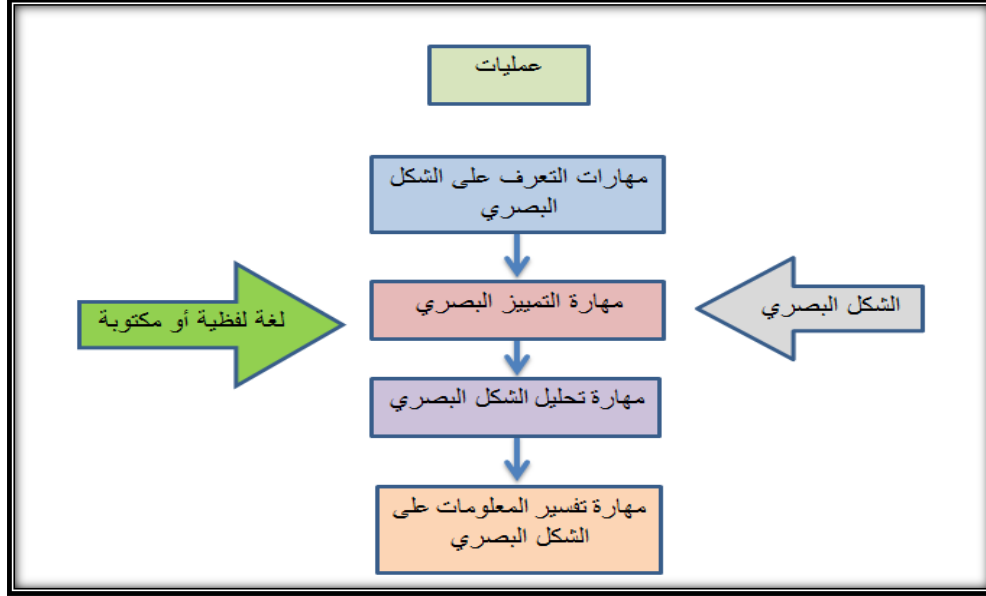 عمليات
مهارات التعرف على الشكل
البصري
مهارة التمييز البصري
الشكل البصري
لغة لفظية أو مكتوبة
مهارة تحليل الشكل البصري
مهارة تفسير المعلومات على
الشكل البصري